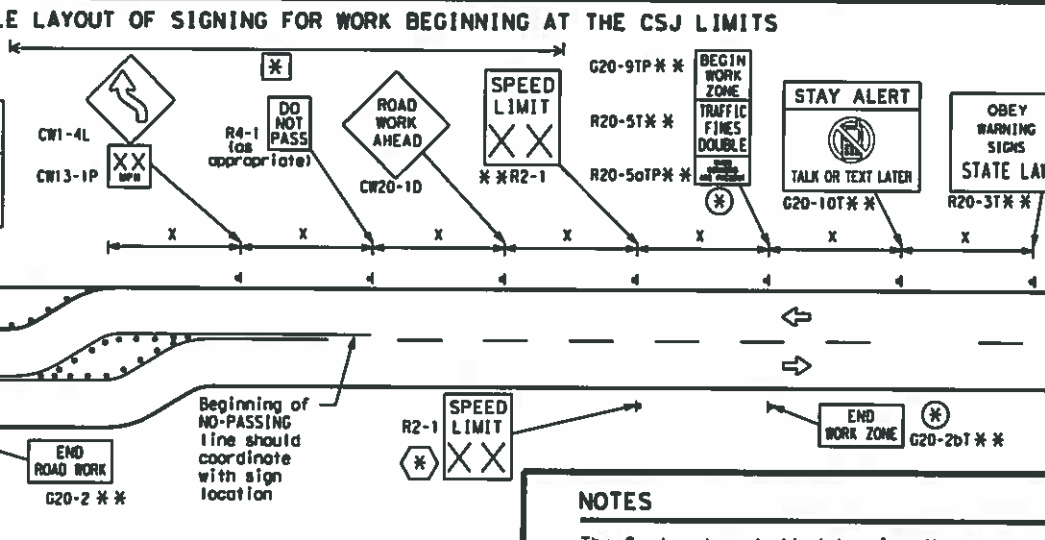 LE LAYOUT OF SIGNING FOR WORK BEGINNING AT THE CSJ LIMITS
CW1-4L
CW13-1P
XX
MPH
*
R4-1
(as
appropriate)
DO
NOT
PASS
ROAD
WORK
AHEAD
CW20-1D
SPEED
LIMIT
XX
* *R2-1
G20-9TP* *
R20-5T* *
R20-5aTP* *
BEGIN
WORK
ZONE
TRAFFIC
FINES
DOUBLE
*
STAY ALERT
TALK OR TEXT LATER
G20-10T* *
OBEY
WARNING
SIGNS
STATE LAW
R20-3T* *
X X X X X X X
Beginning of
NO-PASSING
line should
coordinate
with sign
location
END
ROAD WORK
G20-2 * *
R2-1
*
SPEED
LIMIT
XX
END
WORK ZONE
*
G20-2bT * *
NOTES